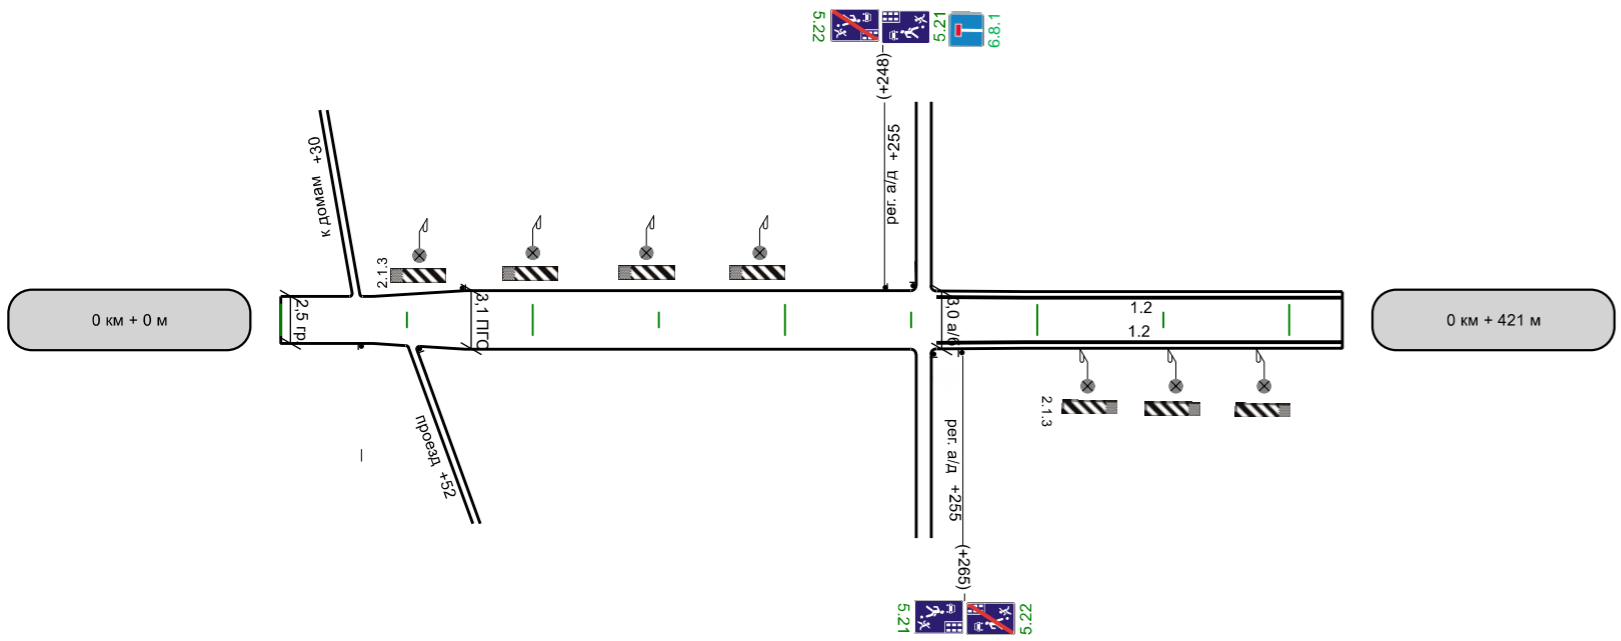 5.22
5.21
6.8.1
(+248)
рег. а/д +255
к домам +30
2.1.3
0 км + 0 м
2,5 гр
3,1 ПГС
3,0 а/б
1.2
1.2
0 км + 421 м
2.1.3
проезд +52
рег. а/д +255
(+265)
5.21
5.22